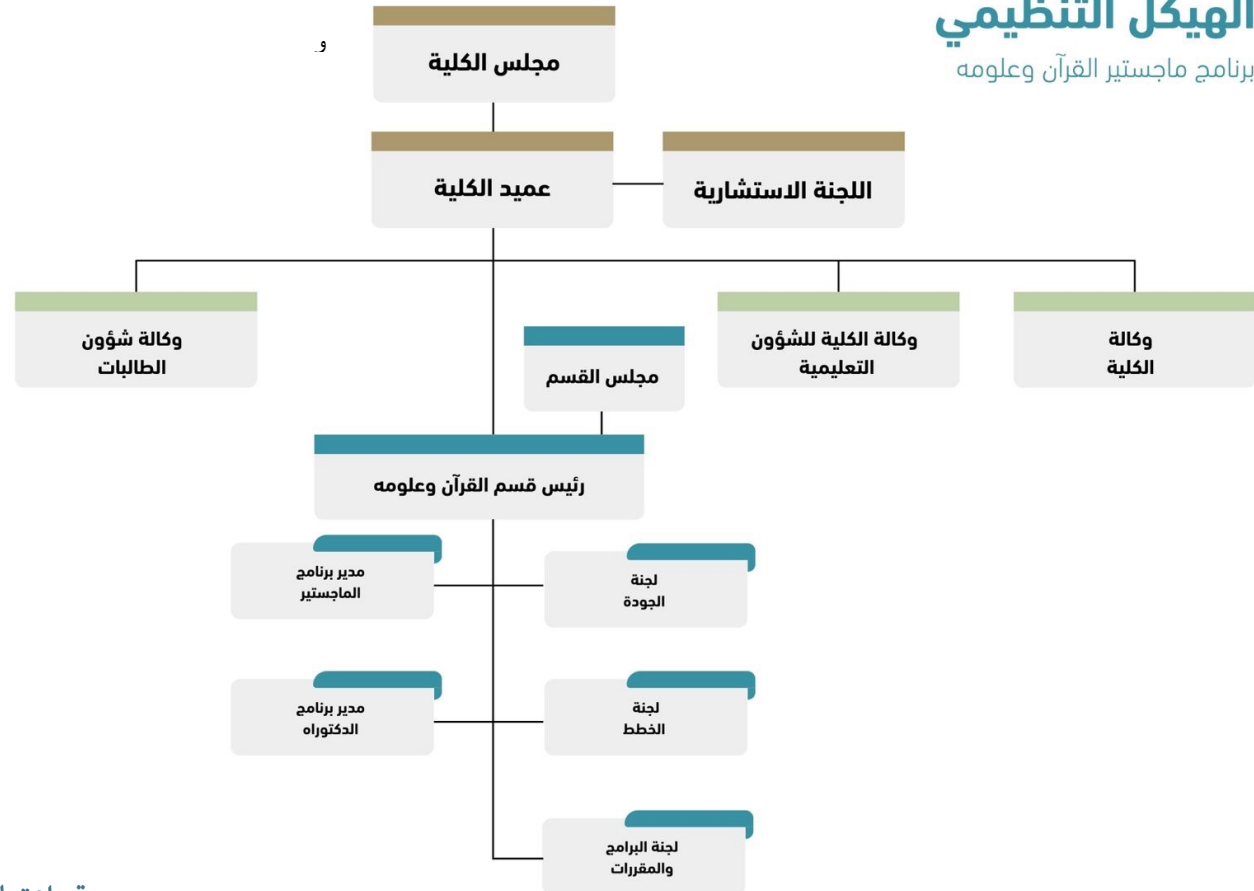 الهيكل التنظيمي
برنامج ماجستير القرآن وعلومه
و
مجلس الكلية
عميد الكلية
اللجنة الاستشارية
وكالة
الكلية
وكالة الكلية للشؤون
التعليمية
وكالة شؤون
الطالبات
مجلس القسم
رئيس قسم القرآن وعلومه
لجنة
الجودة
مدير برنامج
الماجستير
لجنة
الخطط
مدير برنامج
الدكتوراه
لجنة البرامج
والمقررات